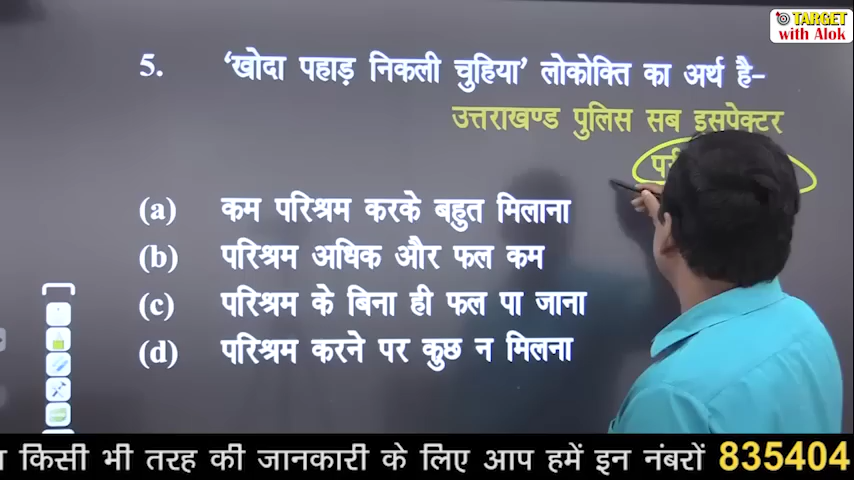 TARGET
with Alok
5. ‘खोदा पहाड़ निकली चुहिया’ लोकोक्ति का अर्थ है-
उत्तराखण्ड पुलिस सब इसपेक्टर
(a) कम परिश्रम करके बहुत मिलाना
(b) परिश्रम अधिक और फल कम
(c) परिश्रम के बिना ही फल पा जाना
(d) परिश्रम करने पर कुछ न मिलना
किसी भी तरह की जानकारी के लिए आप हमें इन नंबरों 835404